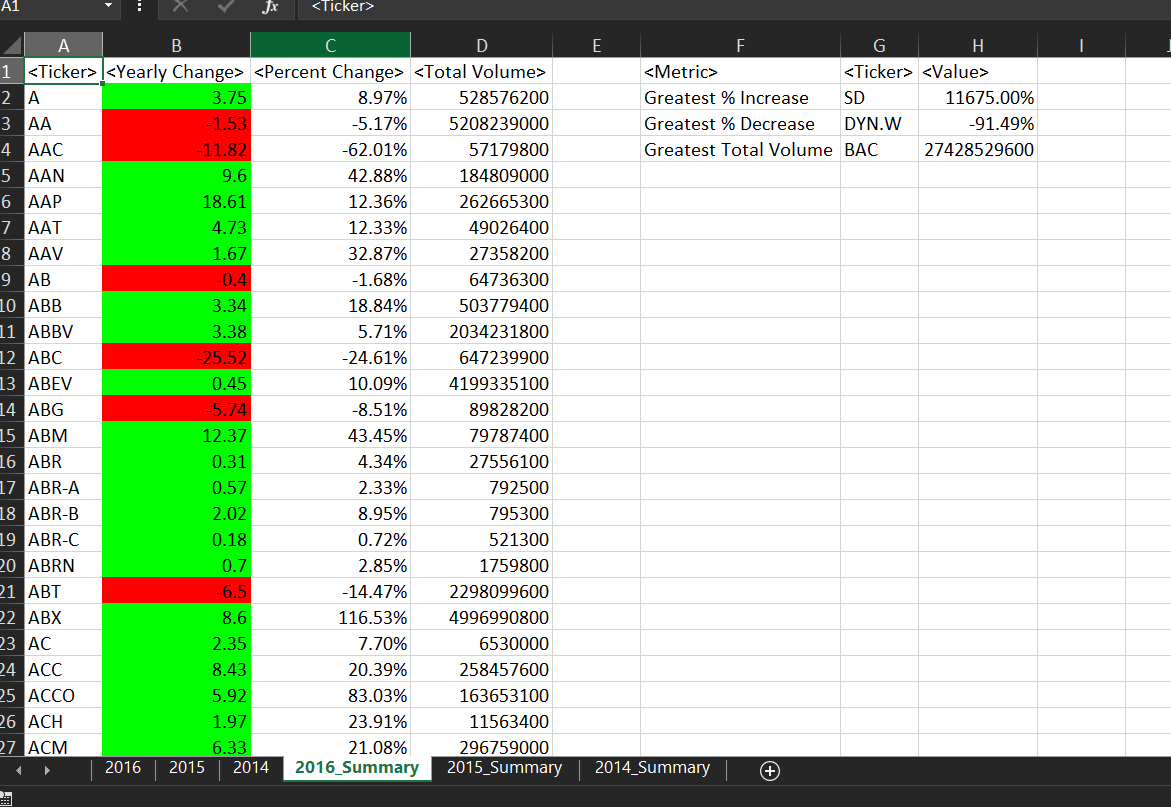 A1 fx <Ticker>
A B C D E F G H I
1 <Ticker> <Yearly Change> <Percent Change> <Total Volume> <Metric> <Ticker> <Value>
2 A 3.75 8.97% 528576200 Greatest % Increase SD 11675.00%
3 AA -1.53 -5.17% 5208239000 Greatest % Decrease DYN.W -91.49%
4 AAC -11.82 -62.01% 57179800 Greatest Total Volume BAC 27428529600
5 AAN 9.6 42.88% 184809000
6 AAP 18.61 12.36% 262665300
7 AAT 4.73 12.33% 49026400
8 AAV 1.67 32.87% 27358200
9 AB -0.4 -1.68% 64736300
10 ABB 3.34 18.84% 503779400
11 ABBV 3.38 5.71% 2034231800
12 ABC -25.52 -24.61% 647239900
13 ABEV 0.45 10.09% 4199335100
14 ABG -5.74 -8.51% 89828200
15 ABM 12.37 43.45% 79787400
16 ABR 0.31 4.34% 27556100
17 ABR-A 0.57 2.33% 792500
18 ABR-B 2.02 8.95% 795300
19 ABR-C 0.18 0.72% 521300
20 ABRN 0.7 2.85% 1759800
21 ABT -6.5 -14.47% 2298099600
22 ABX 8.6 116.53% 4996990800
23 AC 2.35 7.70% 6530000
24 ACC 8.43 20.39% 258457600
25 ACCO 5.92 83.03% 163653100
26 ACH 1.97 23.91% 11563400
27 ACM 6.33 21.08% 296759000
2016 2015 2014 2016_Summary 2015_Summary 2014_Summary